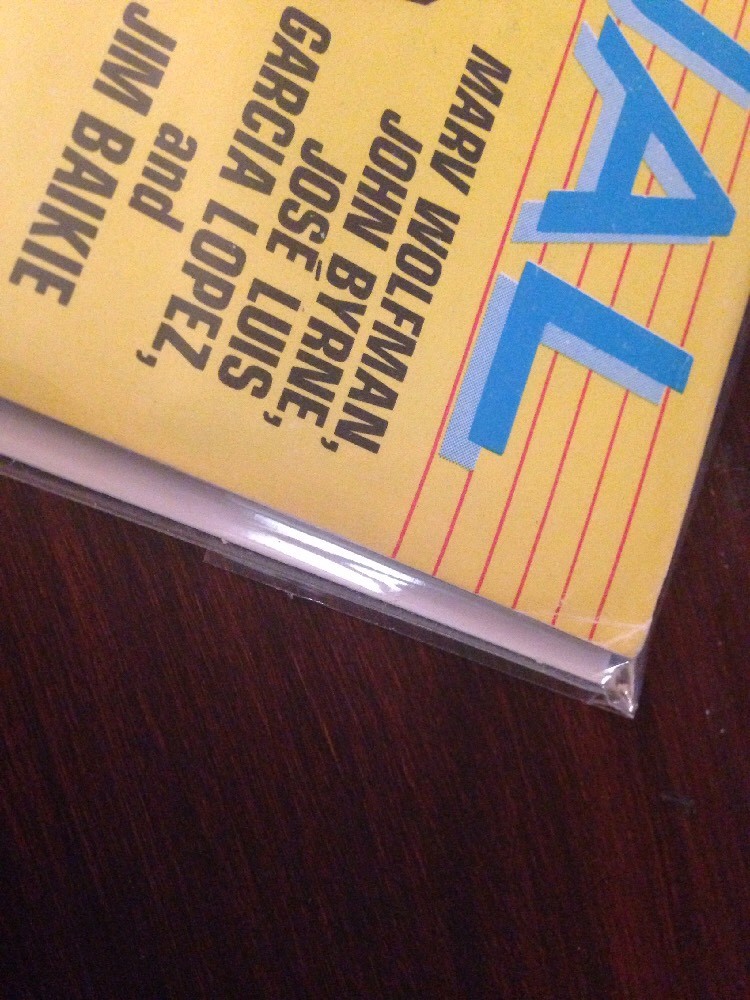 AL
MARV WOLFMAN,
JOHN BYRNE,
JOSÉ LUIS,
GARCIA LOPEZ,
and
JIM BAIKIE